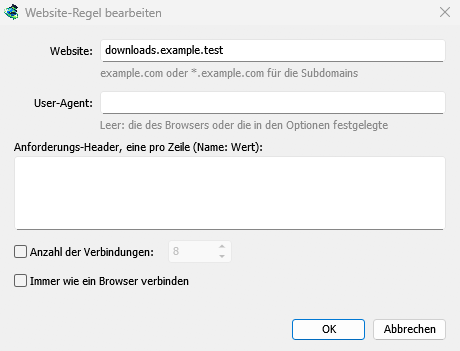 Website-Regel bearbeiten
Website: downloads.example.test
example.com oder *.example.com für die Subdomains
User-Agent:
Leer: die des Browsers oder die in den Optionen festgelegte
Anforderungs-Header, eine pro Zeile (Name: Wert):
Anzahl der Verbindungen: 8
Immer wie ein Browser verbinden
OK Abbrechen